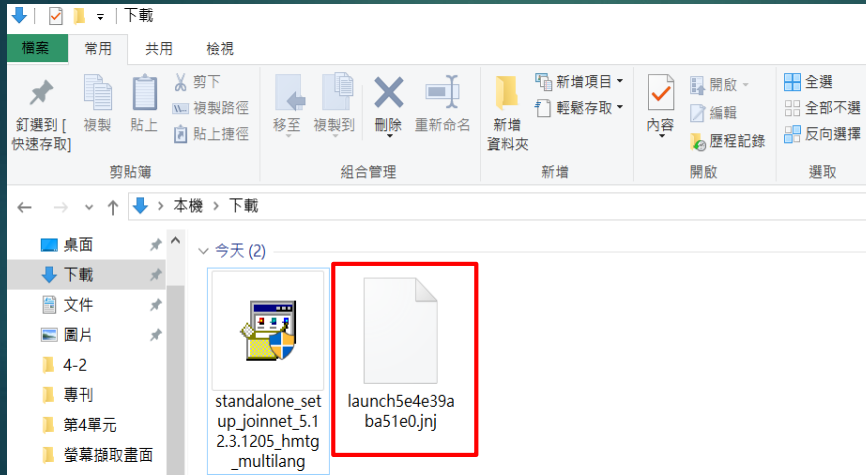 下載
檔案 常用 共用 檢視
釘選到 [
快速存取]
複製
貼上
剪下
複製路徑
貼上捷徑
剪貼簿
移至
複製到
刪除
重新命名
組合管理
新增
資料夾
新增項目
輕鬆存取
新增
內容
開啟
編輯
歷程記錄
開啟
全選
全部不選
反向選擇
選取
本機 > 下載
桌面
下載
文件
圖片
4-2
專刊
第4單元
螢幕擷取畫面
今天 (2)
standalone_set
up_joinnet_5.1
2.3.1205_hmtg
_multilang
launch5e4e39a
ba51e0.jnj